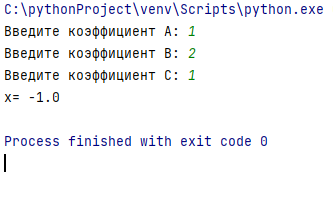 C:\pythonProject\venv\Scripts\python.exe
Введите коэффициент A: 1
Введите коэффициент B: 2
Введите коэффициент C: 1
x= -1.0
Process finished with exit code 0